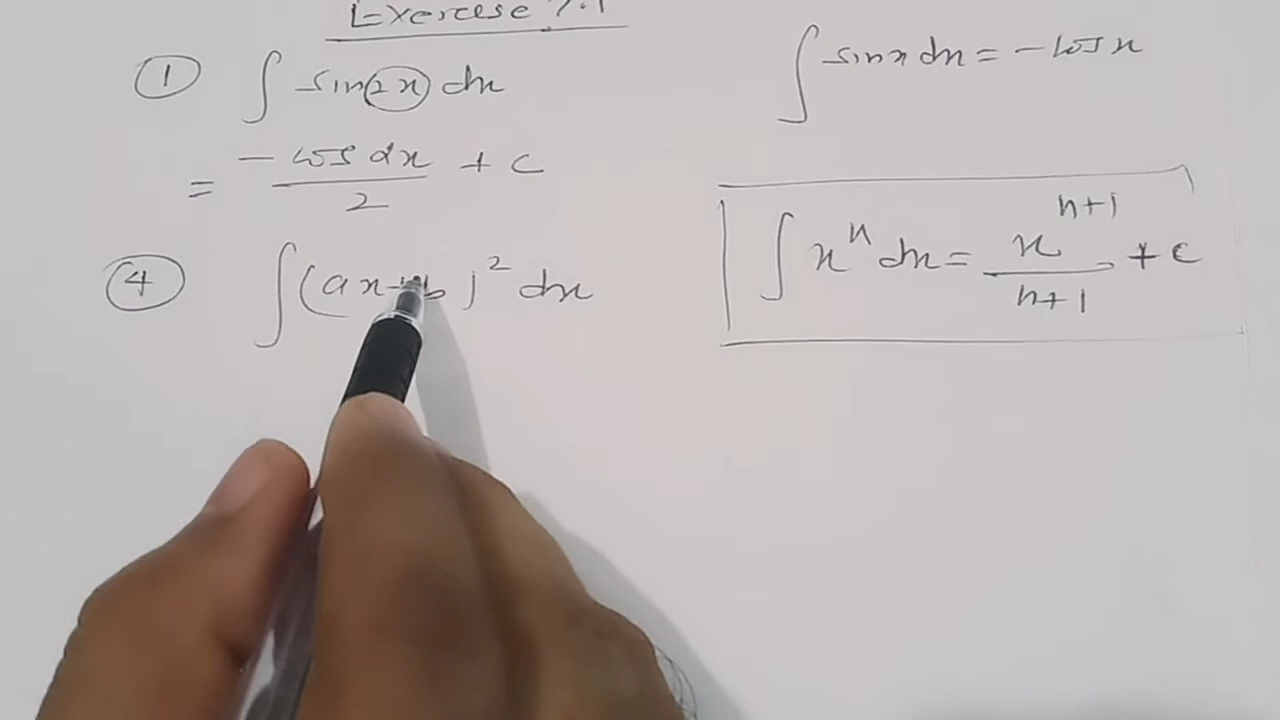 Exercise 7.1
① ∫ sin(2x) dx
= - cos 2x / 2 + c
④ ∫ (ax+b)² dx
∫ sinx dx = - cos x
∫ xⁿ dx = xⁿ⁺¹ / n+1 + c